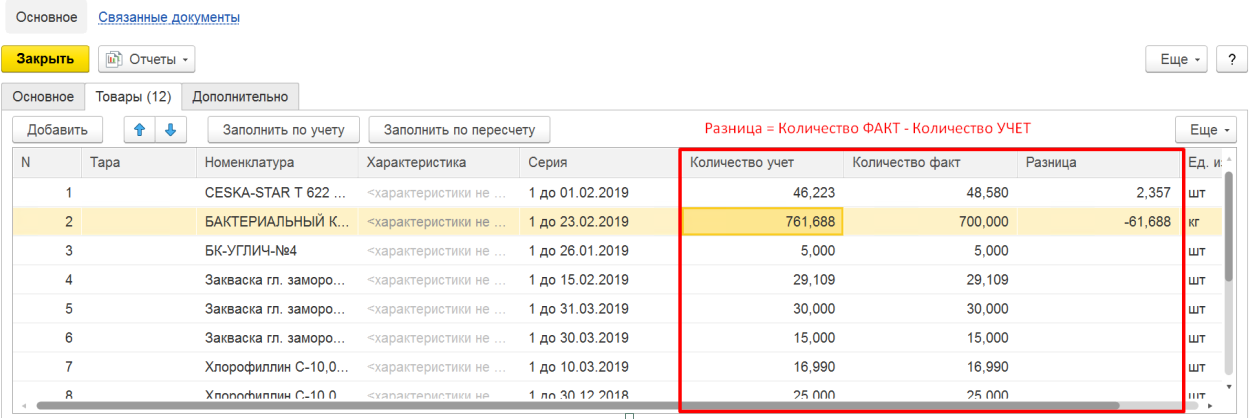 Основное Связанные документы
Закрыть Отчеты Еще ?
Основное Товары (12) Дополнительно
Добавить Заполнить по учету Заполнить по пересчету Разница = Количество ФАКТ - Количество УЧЕТ Еще
N Тара Номенклатура Характеристика Серия Количество учет Количество факт Разница Ед. из
1 CESKA-STAR T 622 ... <характеристики не ... 1 до 01.02.2019 46,223 48,580 2,357 шт
2 БАКТЕРИАЛЬНЫЙ К... <характеристики не ... 1 до 23.02.2019 761,688 700,000 -61,688 кг
3 БК-УГЛИЧ-№4 <характеристики не ... 1 до 26.01.2019 5,000 5,000 шт
4 Закваска гл. заморо... <характеристики не ... 1 до 15.02.2019 29,109 29,109 шт
5 Закваска гл. заморо... <характеристики не ... 1 до 31.03.2019 30,000 30,000 шт
6 Закваска гл. заморо... <характеристики не ... 1 до 30.03.2019 15,000 15,000 шт
7 Хлорофиллин С-10,0... <характеристики не ... 1 до 10.03.2019 16,990 16,990 шт
8 Хлорофиллин С-10,0... <характеристики не ... 1 до 30.12.2018 25,000 25,000 шт